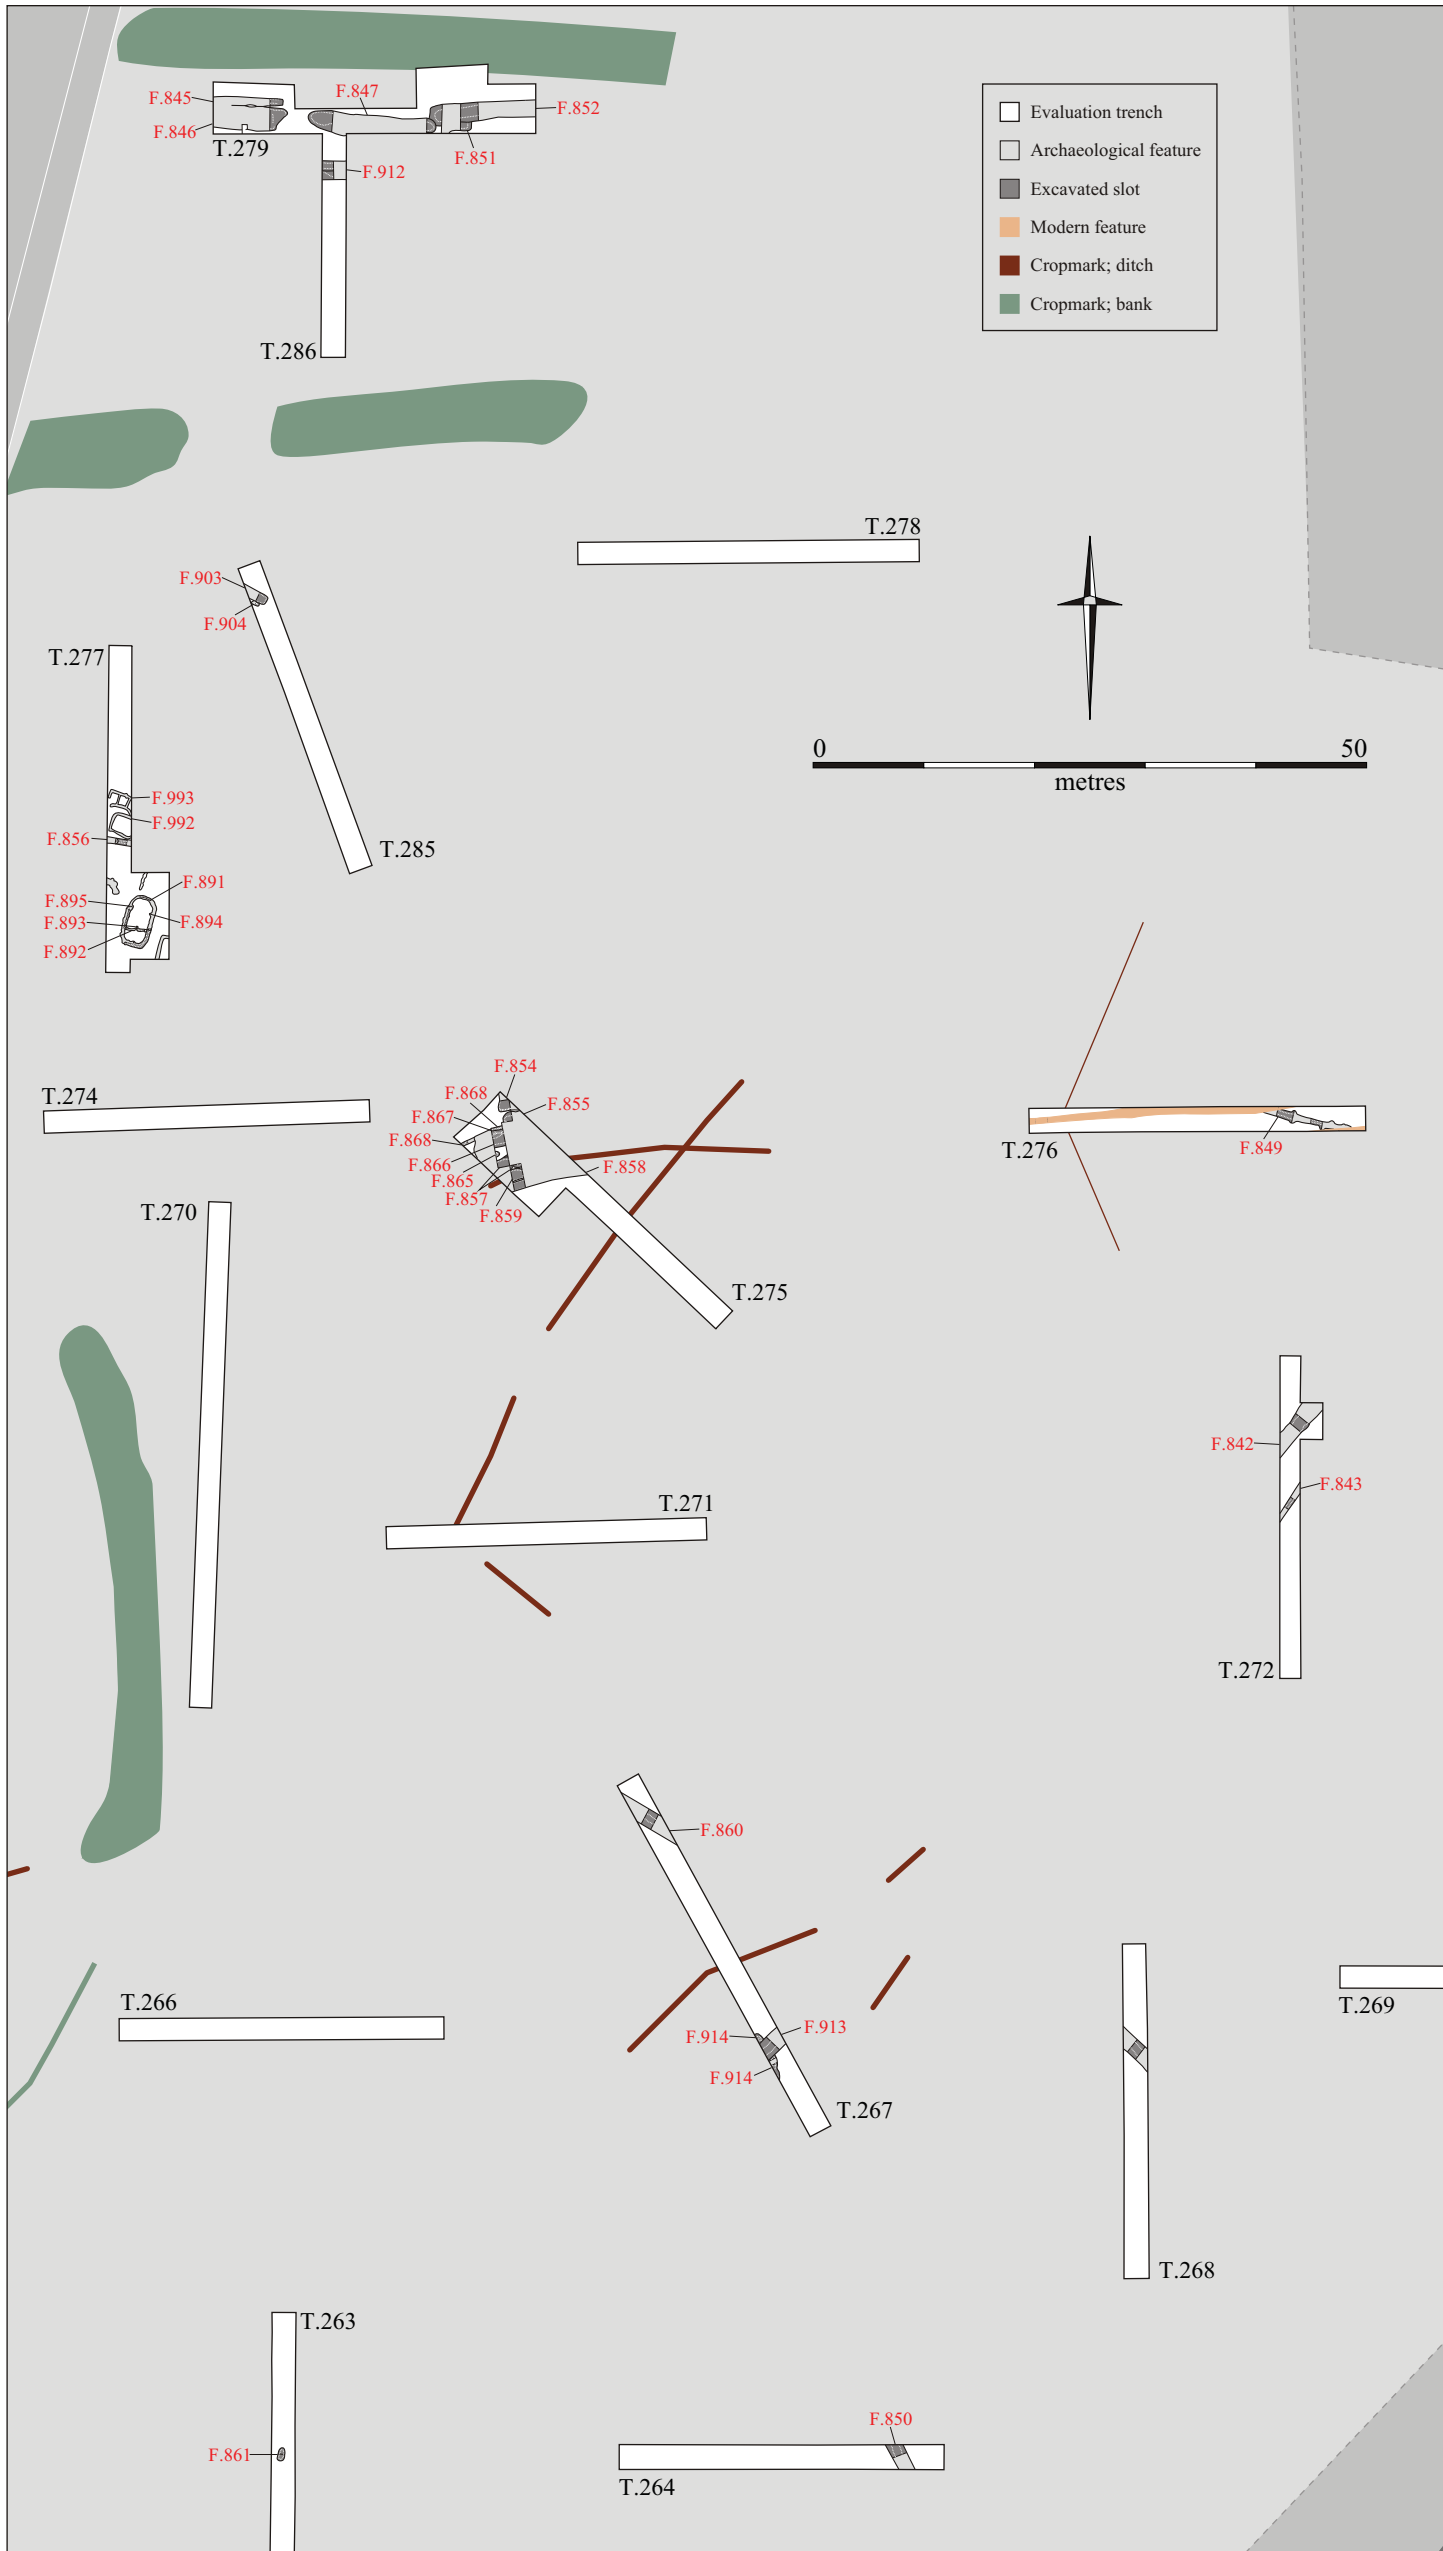 F.845
F.847
F.852
F.846
T.279
F.851
F.912
T.286
Evaluation trench
Archaeological feature
Excavated slot
Modern feature
Cropmark; ditch
Cropmark; bank
T.278
F.903
F.904
T.277
0 50
metres
F.993
F.992
F.856
T.285
F.891
F.895
F.894
F.893
F.892
F.854
F.868
F.855
F.867
F.868
F.866
F.858
F.865
F.857
F.859
T.274
T.276
F.849
T.270
T.275
F.842
F.843
T.271
T.272
F.860
T.266
F.914
F.913
F.914
T.267
T.269
T.268
T.263
F.861
F.850
T.264